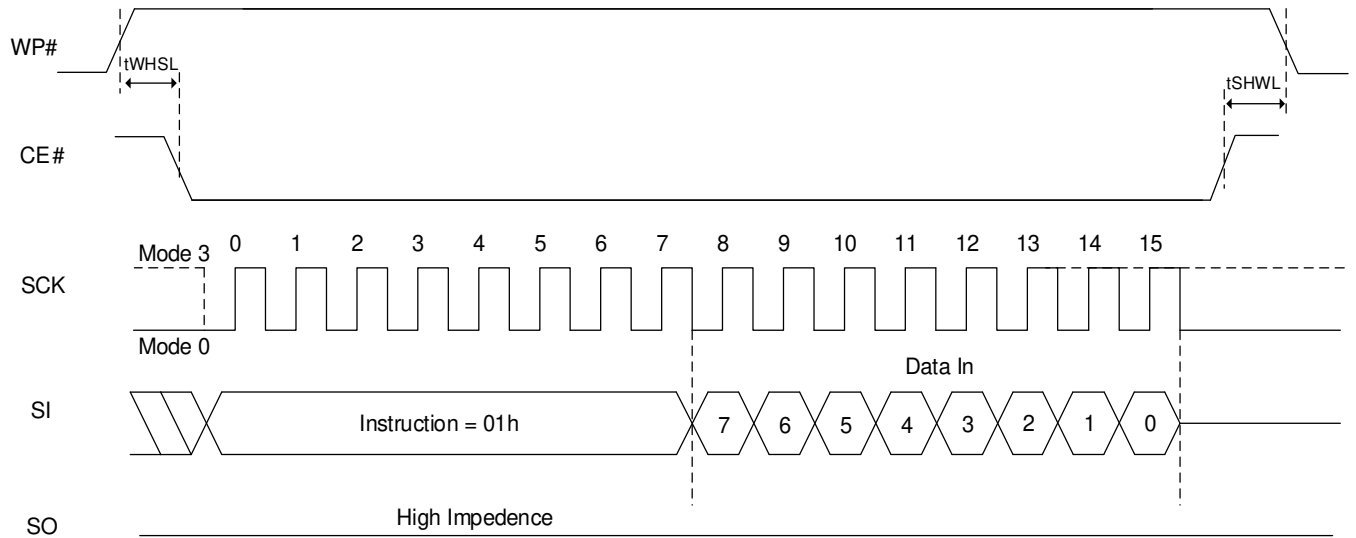 WP#
tWHSL
tSHWL
CE#
Mode 3
0 1 2 3 4 5 6 7 8 9 10 11 12 13 14 15
SCK
Mode 0
Data In
SI
Instruction = 01h
7 6 5 4 3 2 1 0
High Impedence
SO